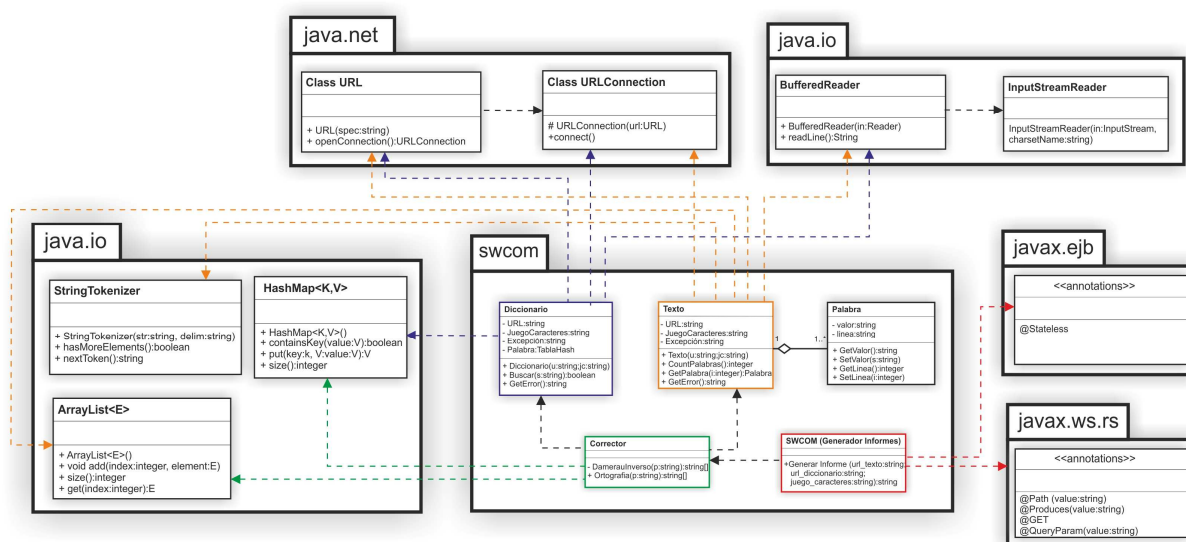 java.net
Class URL
+ URL(spec:string)
+ openConnection():URLConnection
Class URLConnection
# URLConnection(url:URL)
+connect()
java.io
BufferedReader
+ BufferedReader(in:Reader)
+ readLine():String
InputStreamReader
InputStreamReader(in:InputStream,
charsetName:string)
java.io
StringTokenizer
+ StringTokenizer(str:string, delim:string)
+ hasMoreElements():boolean
+ nextToken():string
HashMap<K,V>
+ HashMap<K,V>()
+ containsKey(value:V):boolean
+ put(key:k, V:value:V):V
+ size():integer
ArrayList<E>
+ ArrayList<E>()
+ void add(index:integer, element:E)
+ size():integer
+ get(index:integer):E
swcom
Diccionario
- URL:string
- JuegoCaracteres:string
- Excepción:string
- Palabra:TablaHash
+ Diccionario(u:string;jc:string)
+ Buscar(s:string):boolean
+ GetError():string
Texto
- URL:string
- JuegoCaracteres:string
- Excepción:string
+ Texto(u:string;jc:string)
+ CountPalabras():integer
+ GetPalabra(i:integer):Palabra
+ GetError():string
1
1..*
Palabra
- valor:string
- linea:string
+ GetValor():string
+ SetValor(s:string)
+ GetLinea():integer
+ SetLinea(i:integer)
Corrector
- DamerauInverso(p:string):string[]
+ Ortografia(p:string):string[]
SWCOM (Generador Informes)
+Generar Informe (url_texto:string;
url_diccionario:string;
juego_caracteres:string):string
javax.ejb
<<annotations>>
@Stateless
javax.ws.rs
<<annotations>>
@Path (value:string)
@Produces(value:string)
@GET
@QueryParam(value:string)